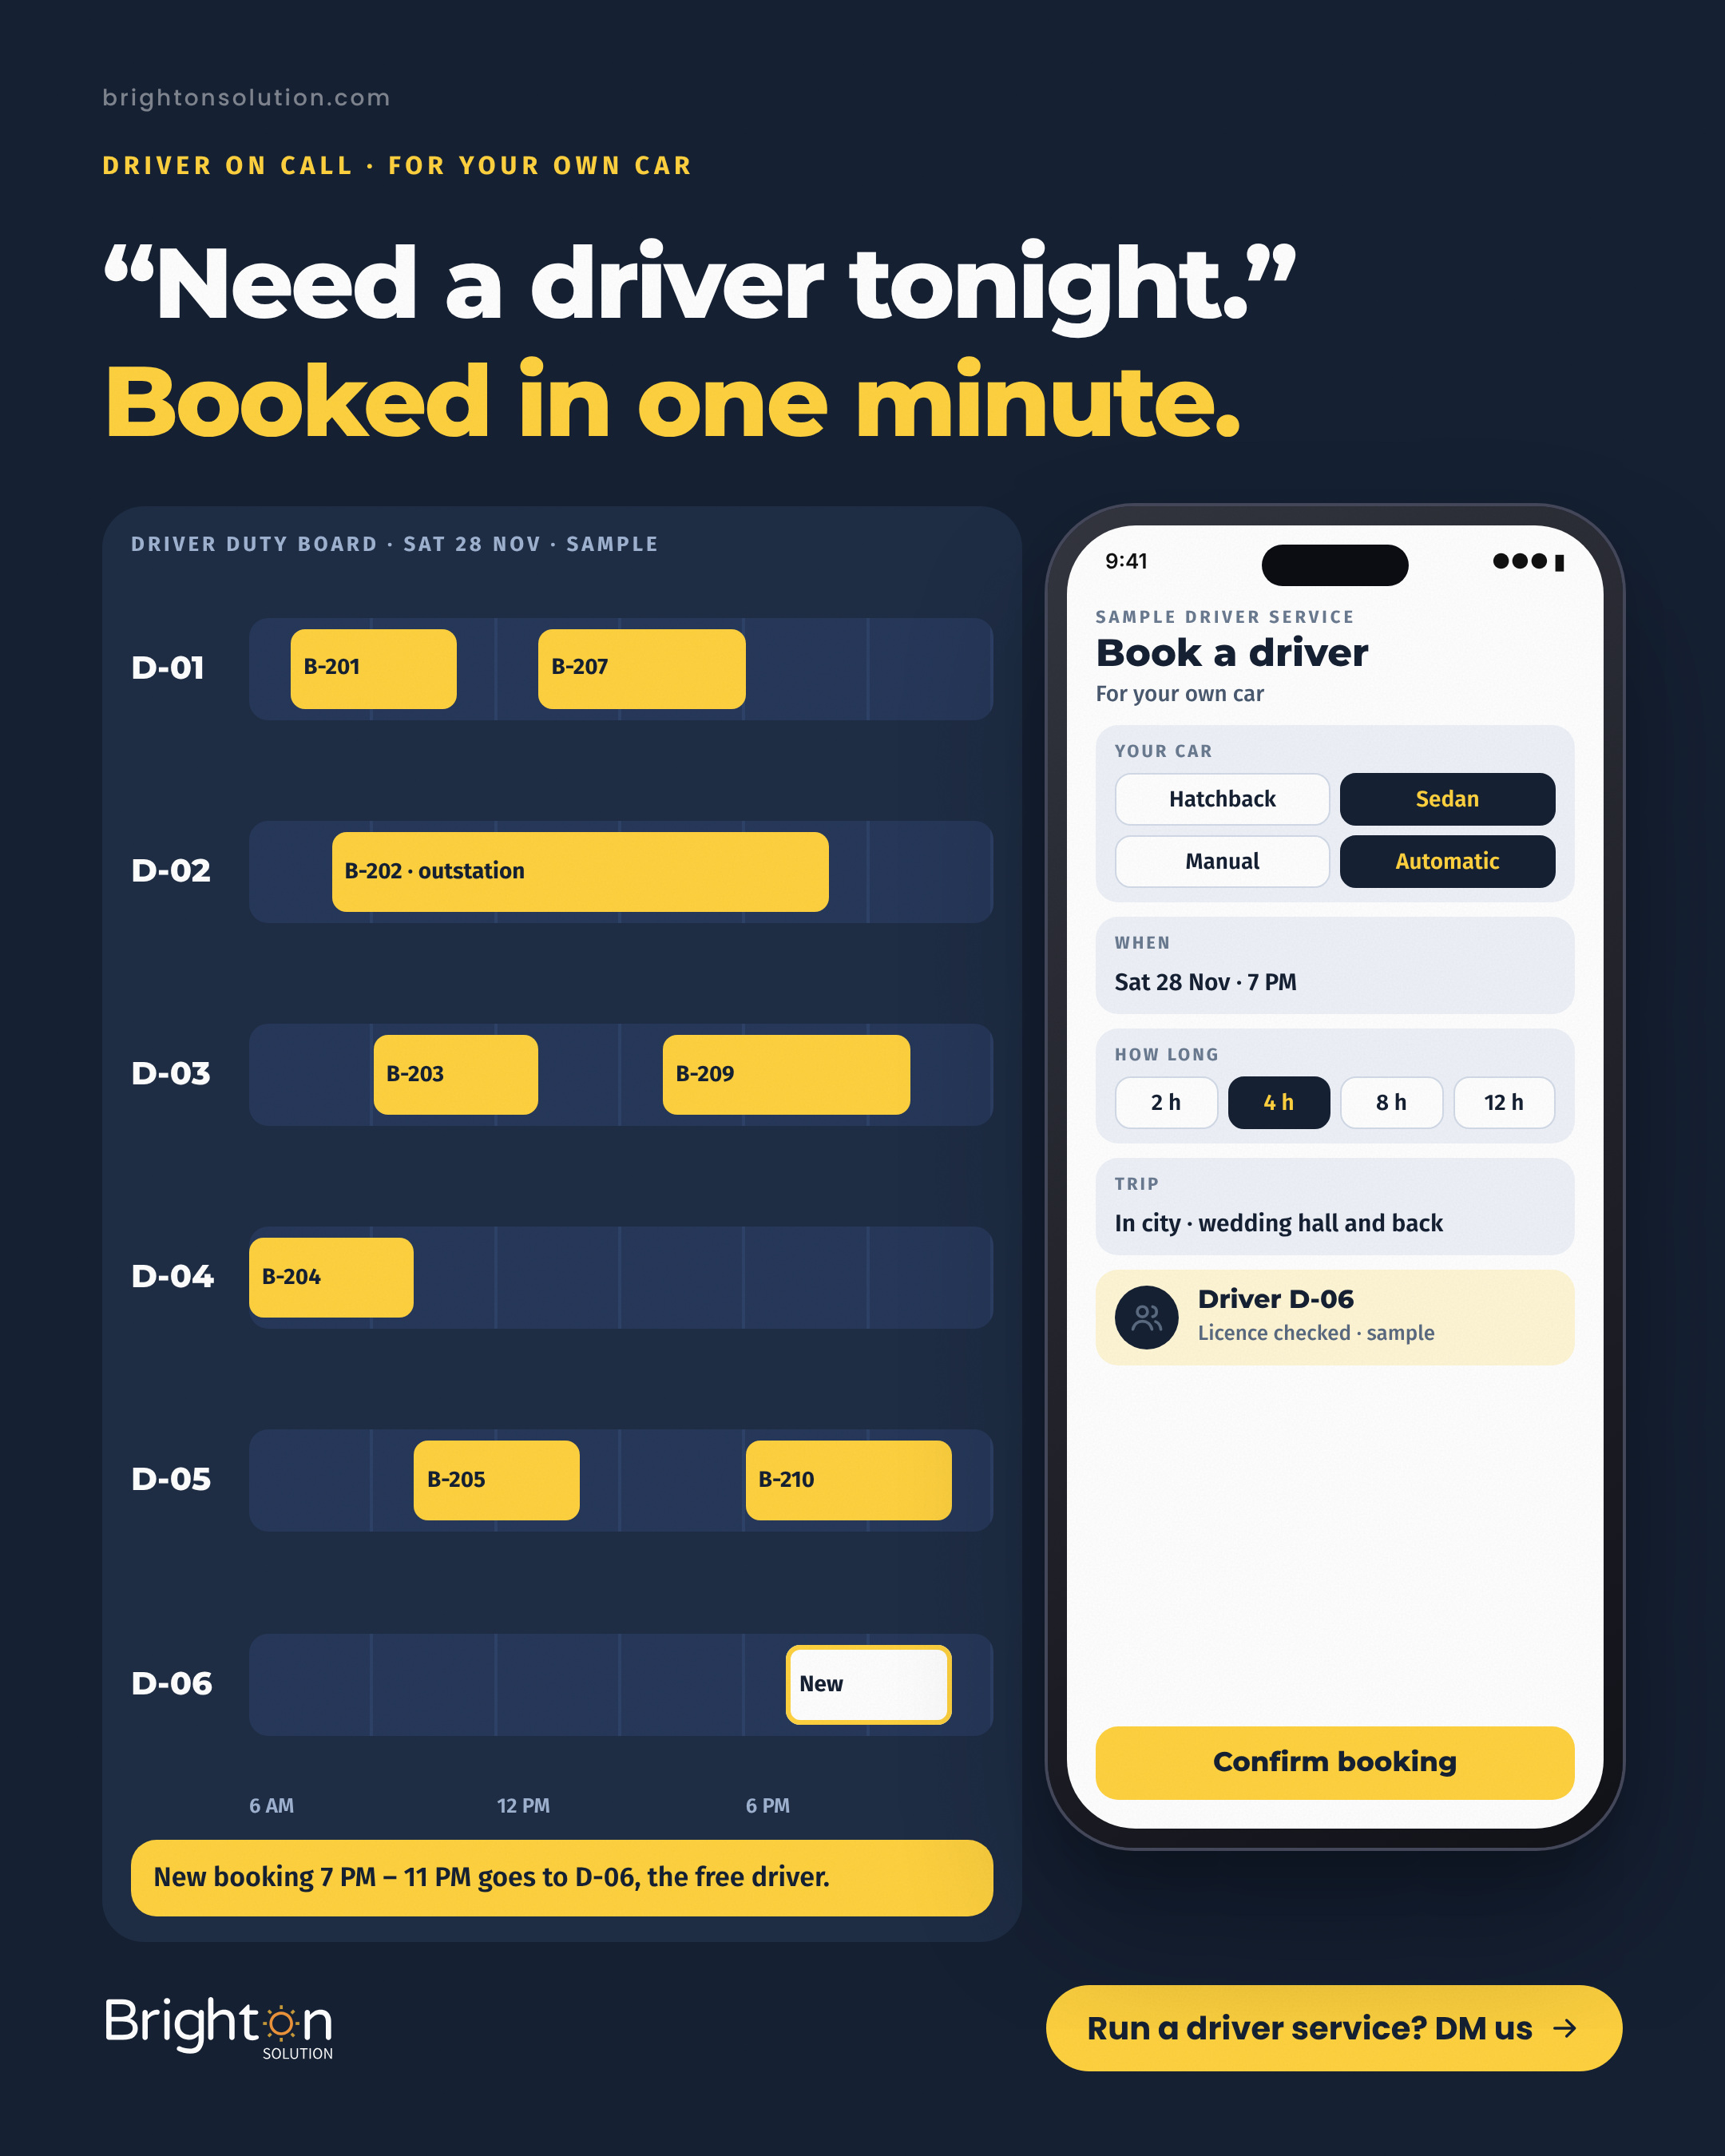 brightonsolution.com
DRIVER ON CALL · FOR YOUR OWN CAR
“Need a driver tonight.”
Booked in one minute.
DRIVER DUTY BOARD · SAT 28 NOV · SAMPLE
D-01
B-201
B-207
D-02
B-202 · outstation
D-03
B-203
B-209
D-04
B-204
D-05
B-205
B-210
D-06
New
6 AM
12 PM
6 PM
New booking 7 PM – 11 PM goes to D-06, the free driver.
9:41
SAMPLE DRIVER SERVICE
Book a driver
For your own car
YOUR CAR
Hatchback
Sedan
Manual
Automatic
WHEN
Sat 28 Nov · 7 PM
HOW LONG
2 h
4 h
8 h
12 h
TRIP
In city · wedding hall and back
Driver D-06
Licence checked · sample
Confirm booking
Brighton
SOLUTION
Run a driver service? DM us →